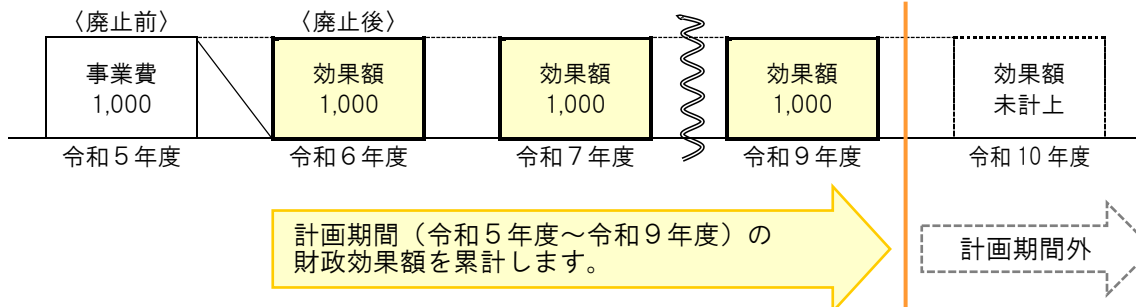 〈廃止前〉
〈廃止後〉
事業費
1,000
効果額
1,000
効果額
1,000
効果額
1,000
効果額
未計上
令和５年度
令和６年度
令和７年度
令和９年度
令和 10 年度
計画期間（令和５年度～令和９年度）の
財政効果額を累計します。
計画期間外